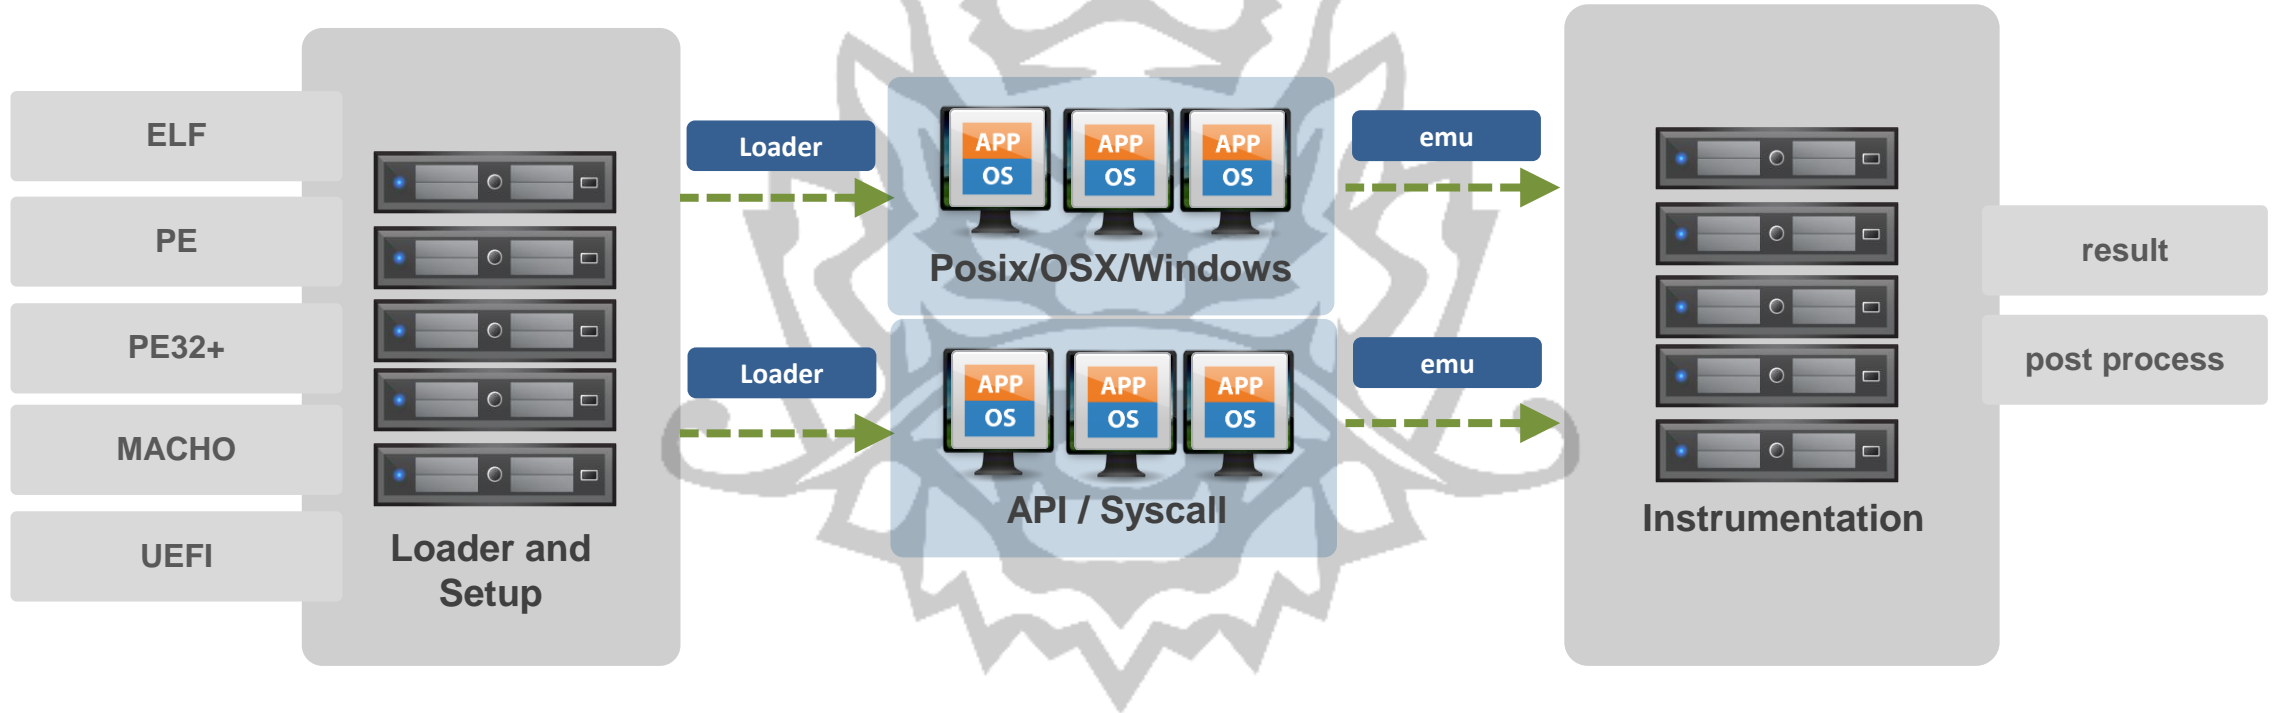 ELF
PE
PE32+
MACHO
UEFI
Loader and
Setup
Loader
APP
OS
APP
OS
APP
OS
Posix/OSX/Windows
emu
Loader
APP
OS
APP
OS
APP
OS
API / Syscall
emu
Instrumentation
result
post process